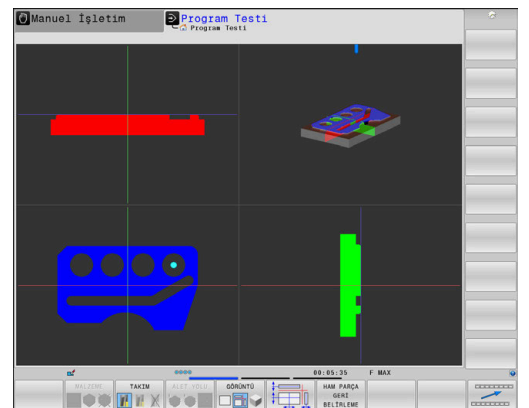 Manuel İşletim
Program Testi
Program Testi
00:05:35 F MAX
MALZEME
TAKIM
ALET YOLU
GÖRÜNTÜ
HAM PARÇA
GERİ
BELİRLEME